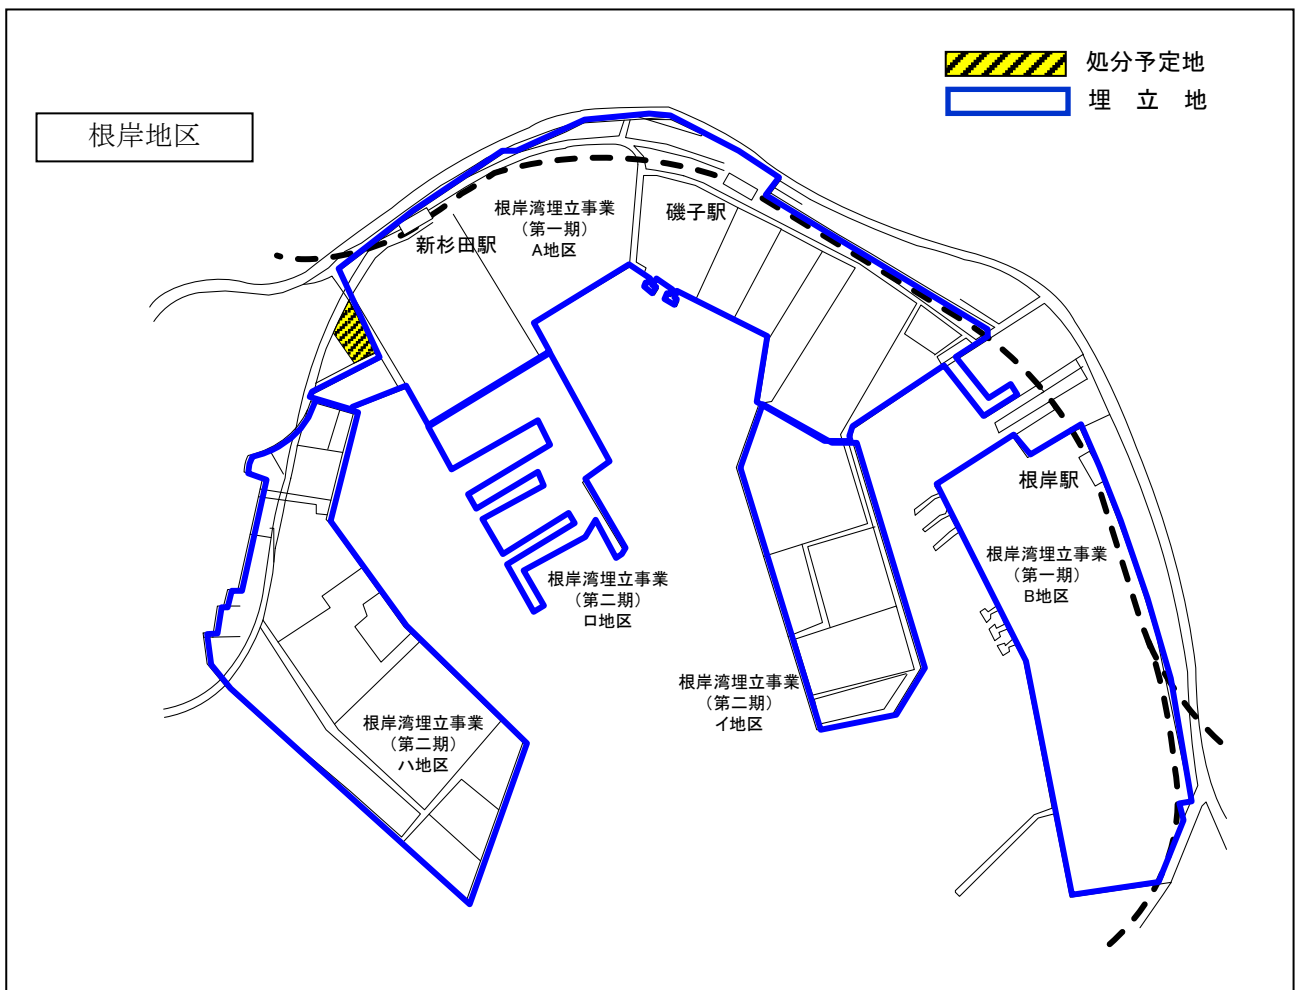 処分予定地
埋 立 地
根岸地区
根岸湾埋立事業
（第一期）
A地区
磯子駅
新杉田駅
根岸駅
根岸湾埋立事業
（第一期）
B地区
根岸湾埋立事業
（第二期）
ロ地区
根岸湾埋立事業
（第二期）
イ地区
根岸湾埋立事業
（第二期）
ハ地区